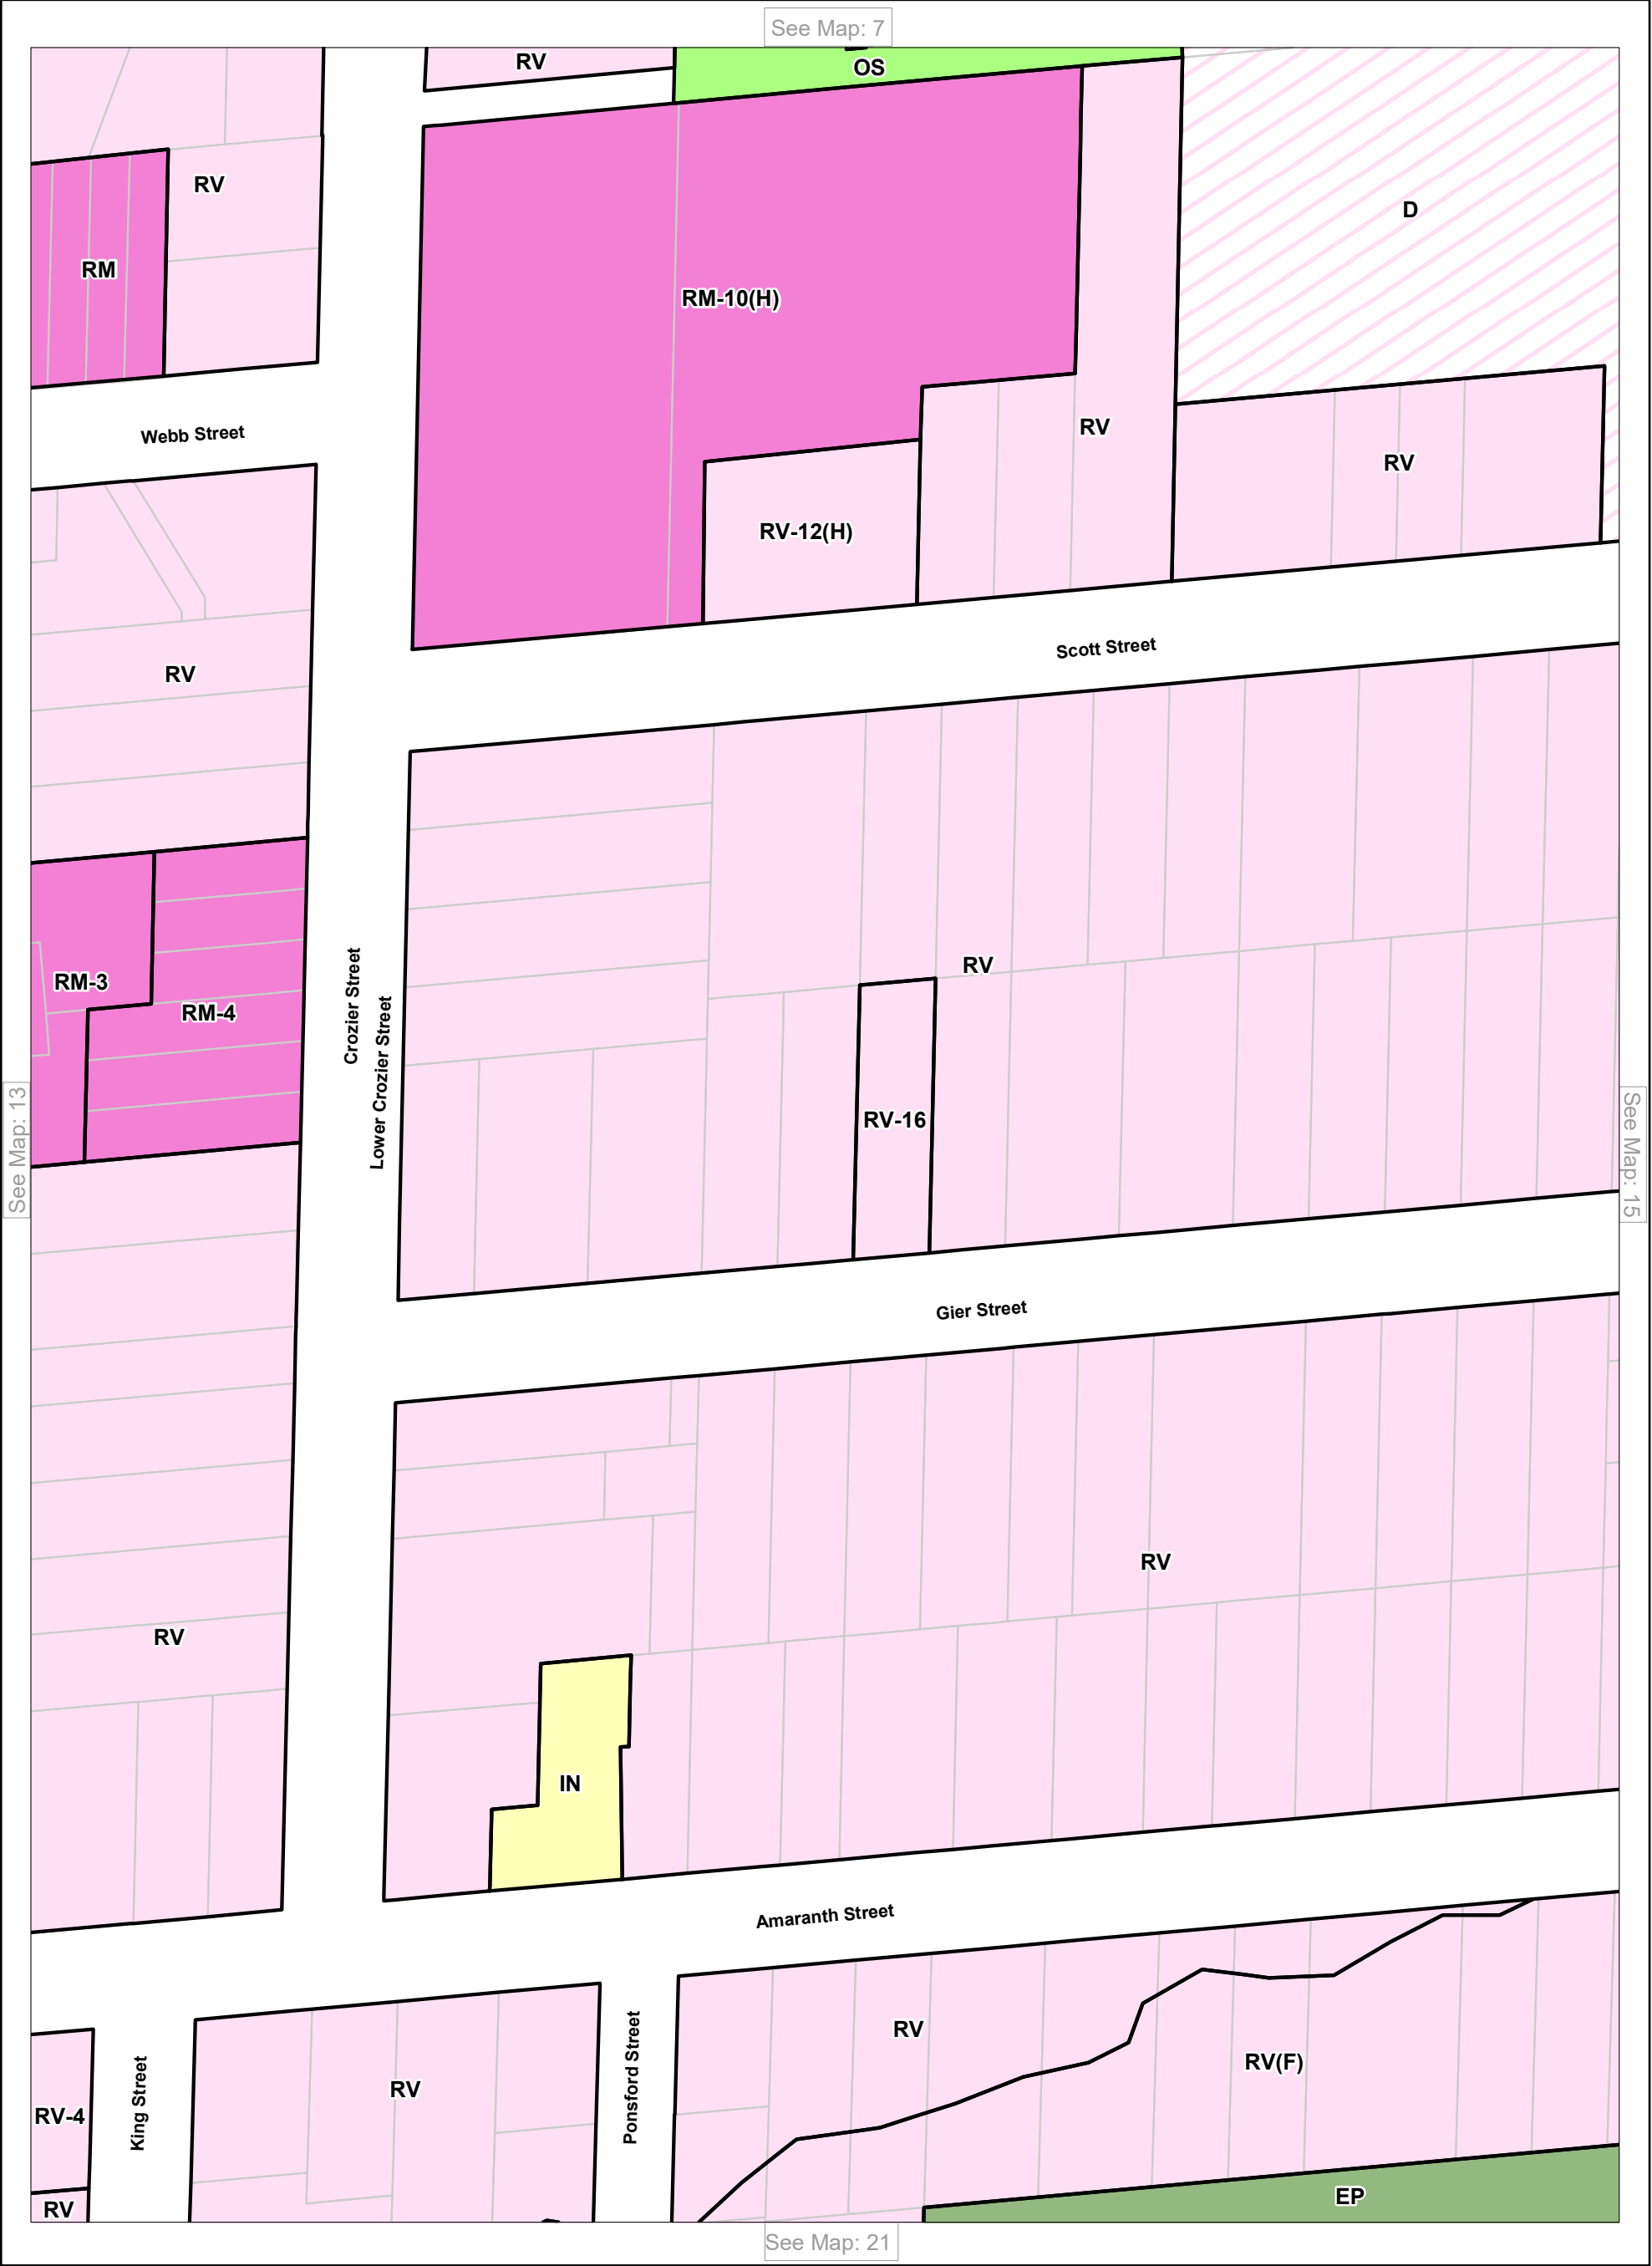 See Map: 7
RV
OS
RV
D
RM
RM-10(H)
RV
RV
Webb Street
RV-12(H)
Scott Street
RV
RV
RM-3
RM-4
Crozier Street
Lower Crozier Street
RV-16
See Map: 13
See Map: 15
Gier Street
RV
RV
IN
Amaranth Street
RV
RV(F)
Ponsford Street
RV
King Street
RV-4
EP
RV
See Map: 21